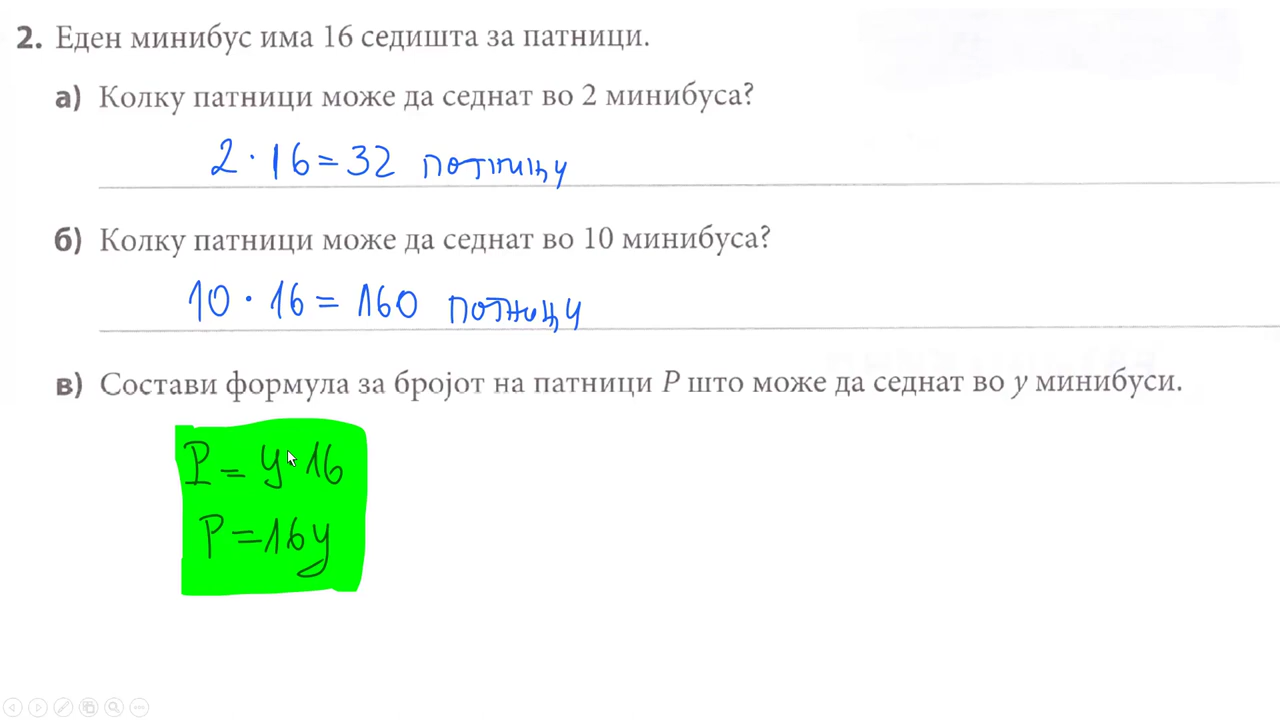 2. Еден минибус има 16 седишта за патници.
а) Колку патници може да седнат во 2 минибуса?
2 · 16 = 32 потници
б) Колку патници може да седнат во 10 минибуса?
10 · 16 = 160 потници
в) Состави формула за бројот на патници P што може да седнат во y минибуси.
P = y · 16
P = 16y